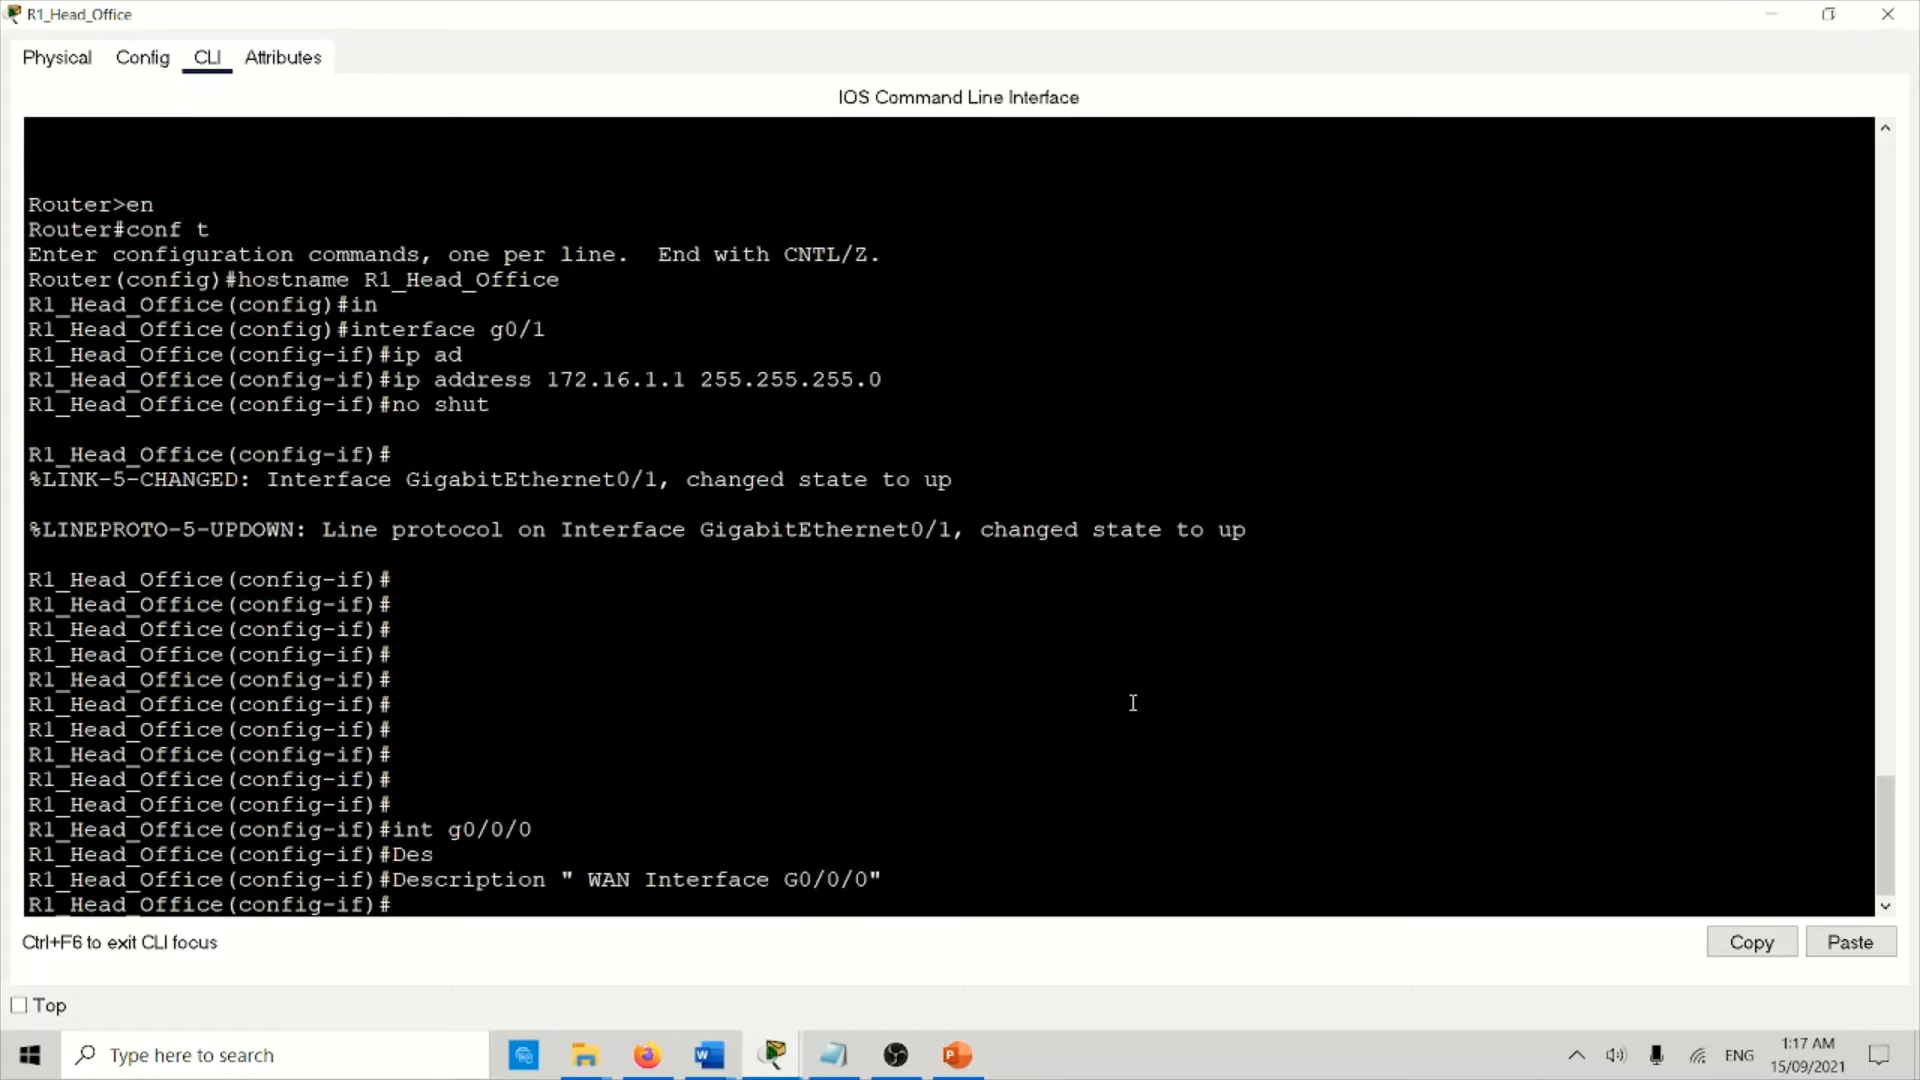 R1_Head_Office
Physical Config CLI Attributes
IOS Command Line Interface
Router>en
Router#conf t
Enter configuration commands, one per line.  End with CNTL/Z.
Router(config)#hostname R1_Head_Office
R1_Head_Office(config)#in
R1_Head_Office(config)#interface g0/1
R1_Head_Office(config-if)#ip ad
R1_Head_Office(config-if)#ip address 172.16.1.1 255.255.255.0
R1_Head_Office(config-if)#no shut
R1_Head_Office(config-if)#
%LINK-5-CHANGED: Interface GigabitEthernet0/1, changed state to up
%LINEPROTO-5-UPDOWN: Line protocol on Interface GigabitEthernet0/1, changed state to up
R1_Head_Office(config-if)#
R1_Head_Office(config-if)#
R1_Head_Office(config-if)#
R1_Head_Office(config-if)#
R1_Head_Office(config-if)#
R1_Head_Office(config-if)#
R1_Head_Office(config-if)#
R1_Head_Office(config-if)#
R1_Head_Office(config-if)#
R1_Head_Office(config-if)#
R1_Head_Office(config-if)#int g0/0/0
R1_Head_Office(config-if)#Des
R1_Head_Office(config-if)#Description " WAN Interface G0/0/0"
R1_Head_Office(config-if)#
Ctrl+F6 to exit CLI focus
Copy Paste
Top
Type here to search
ENG
1:17 AM
15/09/2021